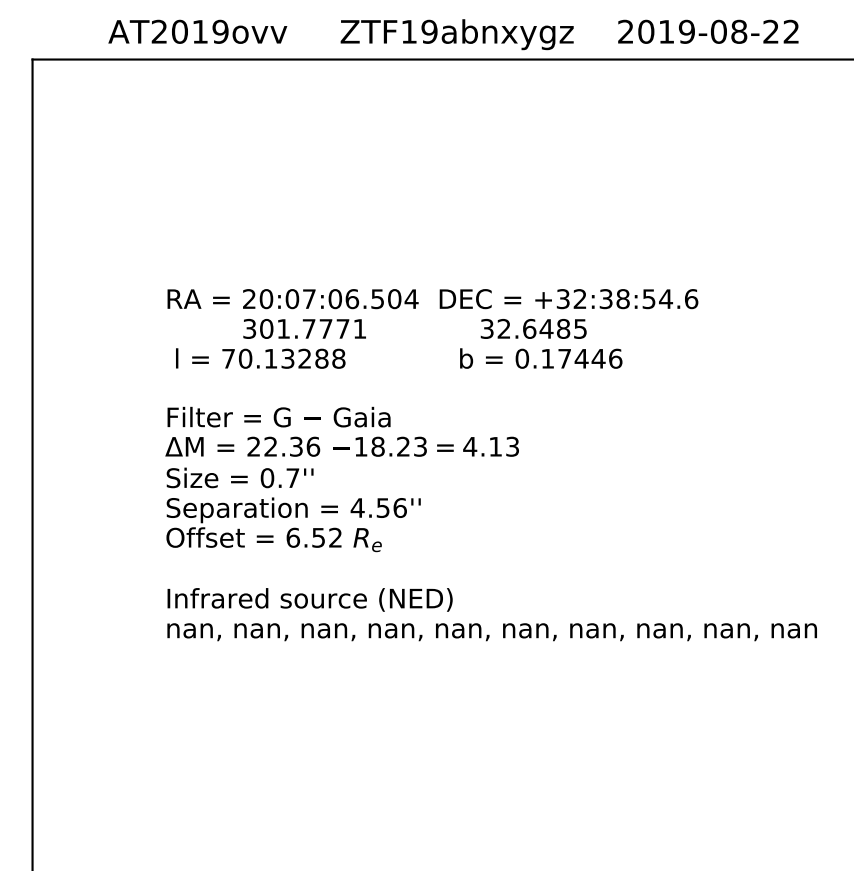 AT2019ovv ZTF19abnxygz 2019-08-22
RA = 20:07:06.504 DEC = +32:38:54.6
301.7771 32.6485
l = 70.13288 b = 0.17446
Filter = G − Gaia
ΔM = 22.36 −18.23 = 4.13
Size = 0.7''
Separation = 4.56''
Offset = 6.52 Re
Infrared source (NED)
nan, nan, nan, nan, nan, nan, nan, nan, nan, nan